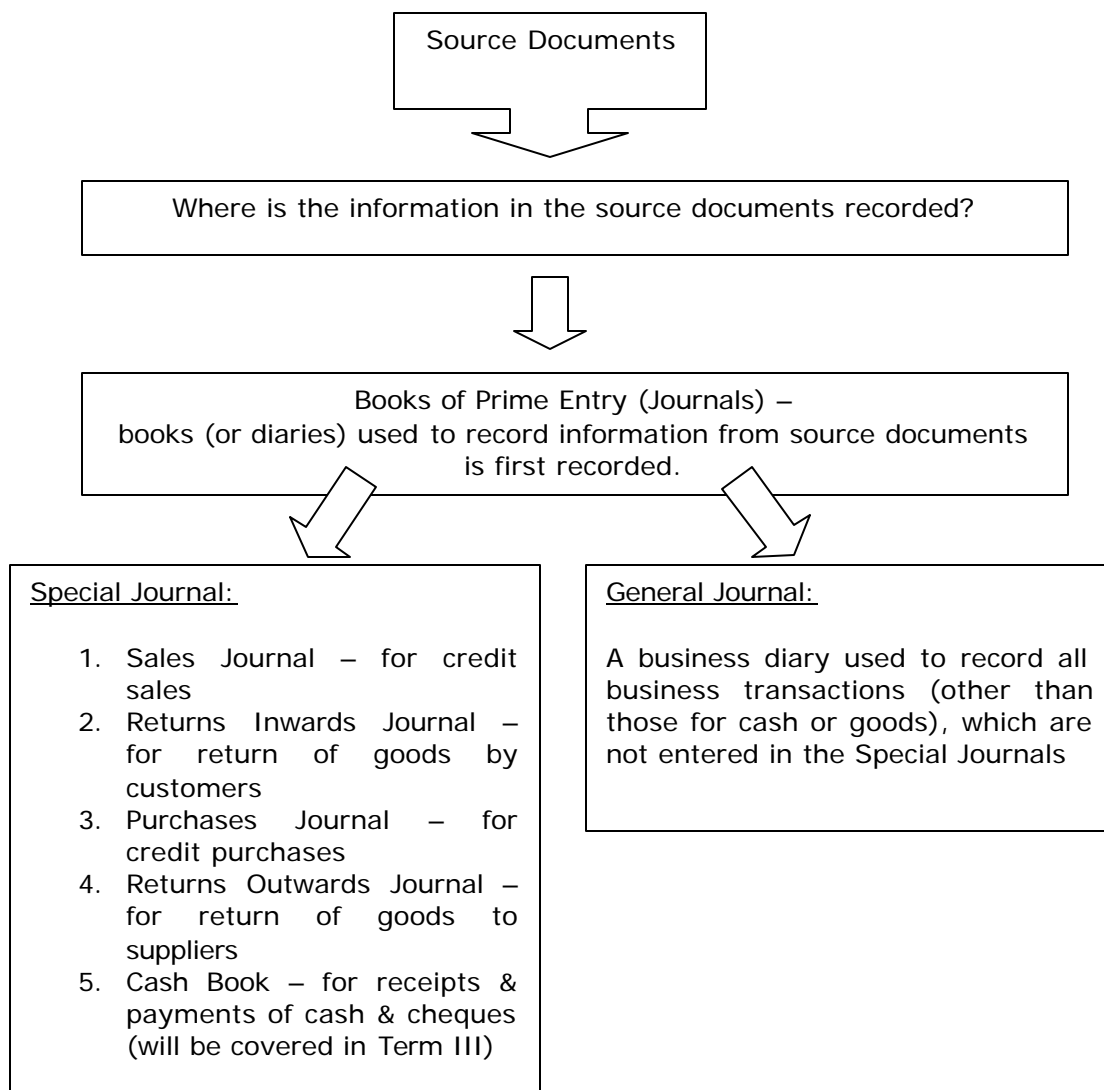 Source Documents
Where is the information in the source documents recorded?
Books of Prime Entry (Journals) –
books (or diaries) used to record information from source documents
is first recorded.
Special Journal:
1. Sales Journal – for credit
sales
2. Returns Inwards Journal –
for return of goods by
customers
3. Purchases Journal – for
credit purchases
4. Returns Outwards Journal –
for return of goods to
suppliers
5. Cash Book – for receipts &
payments of cash & cheques
(will be covered in Term III)
General Journal:
A business diary used to record all
business transactions (other than
those for cash or goods), which are
not entered in the Special Journals